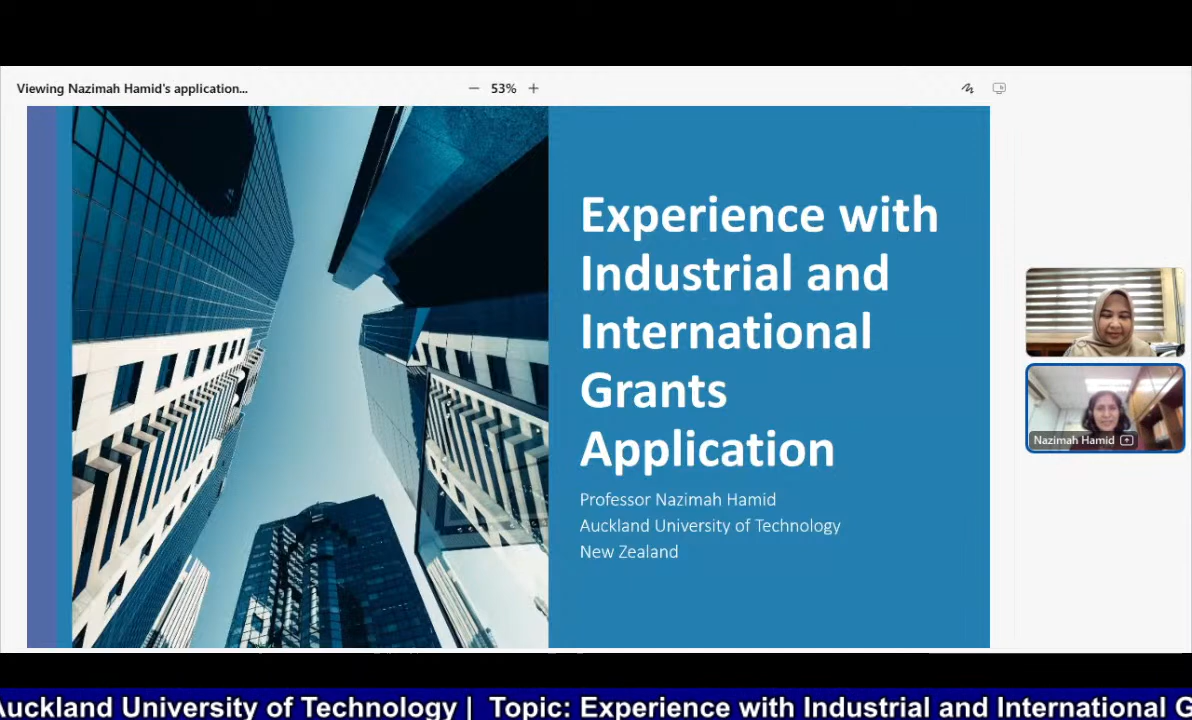 Viewing Nazimah Hamid's application...
53%
Experience with
Industrial and
International
Grants
Application
Professor Nazimah Hamid
Auckland University of Technology
New Zealand
Nazimah Hamid
Auckland University of Technology | Topic: Experience with Industrial and International G